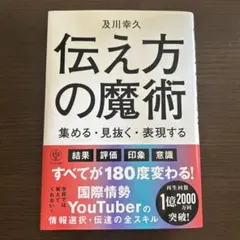 及川幸久
伝え方
の魔術
集める・見抜く・表現する
結果 評価 印象 意識
すべてが180度変わる!
国際情勢
YouTuberの
情報選択・伝達の全スキル
再生回数
1億2000
万回
突破!